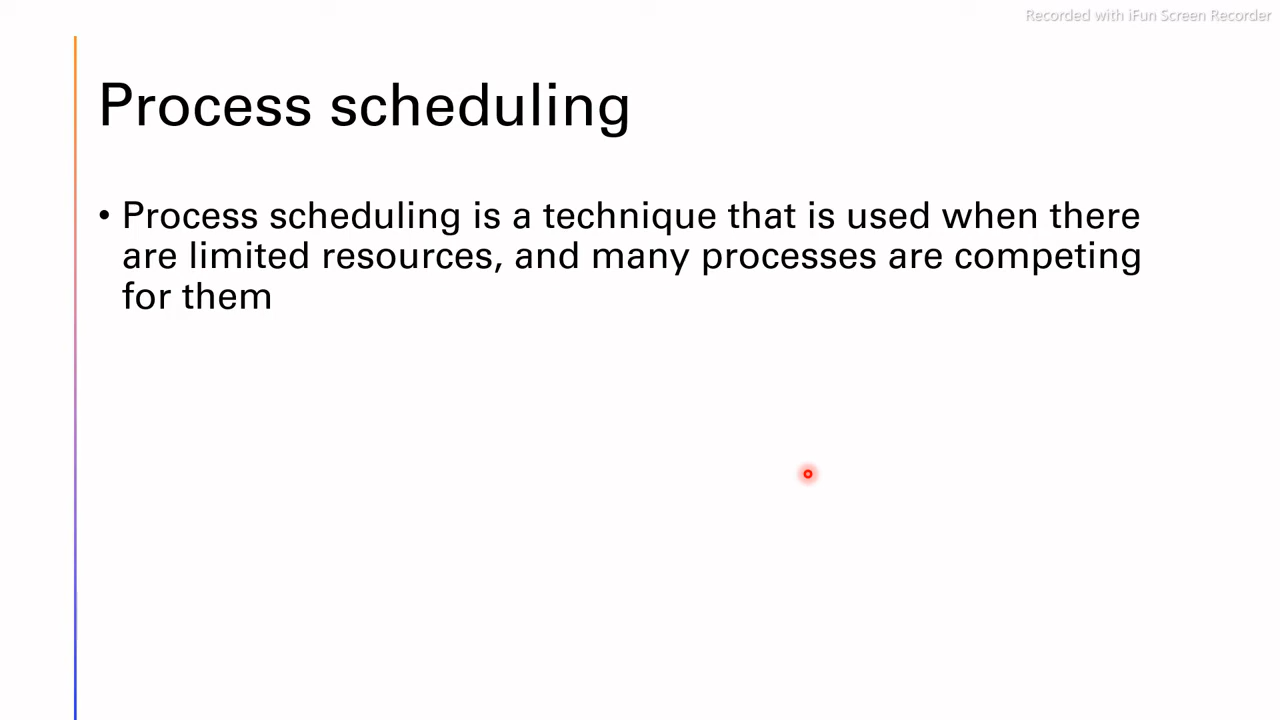 Recorded with iFun Screen Recorder
Process scheduling
• Process scheduling is a technique that is used when there
are limited resources, and many processes are competing
for them